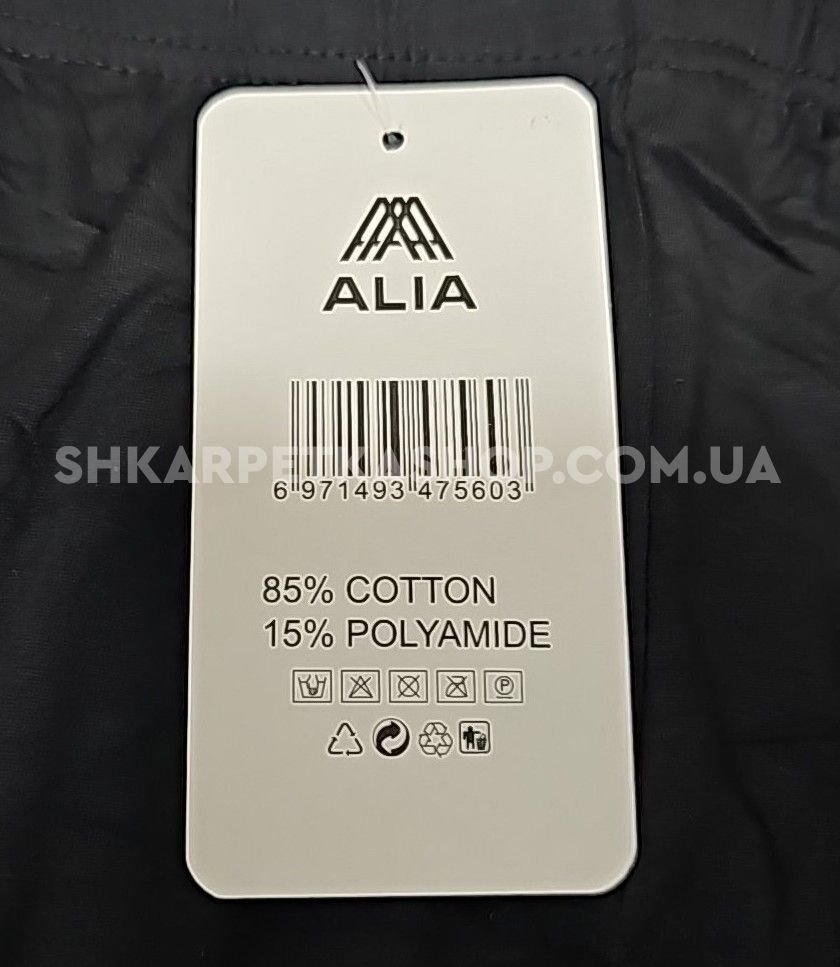 ALIA
SHKARPETKASHOP.COM.UA
6 971493 475603
85% COTTON
15% POLYAMIDE
P